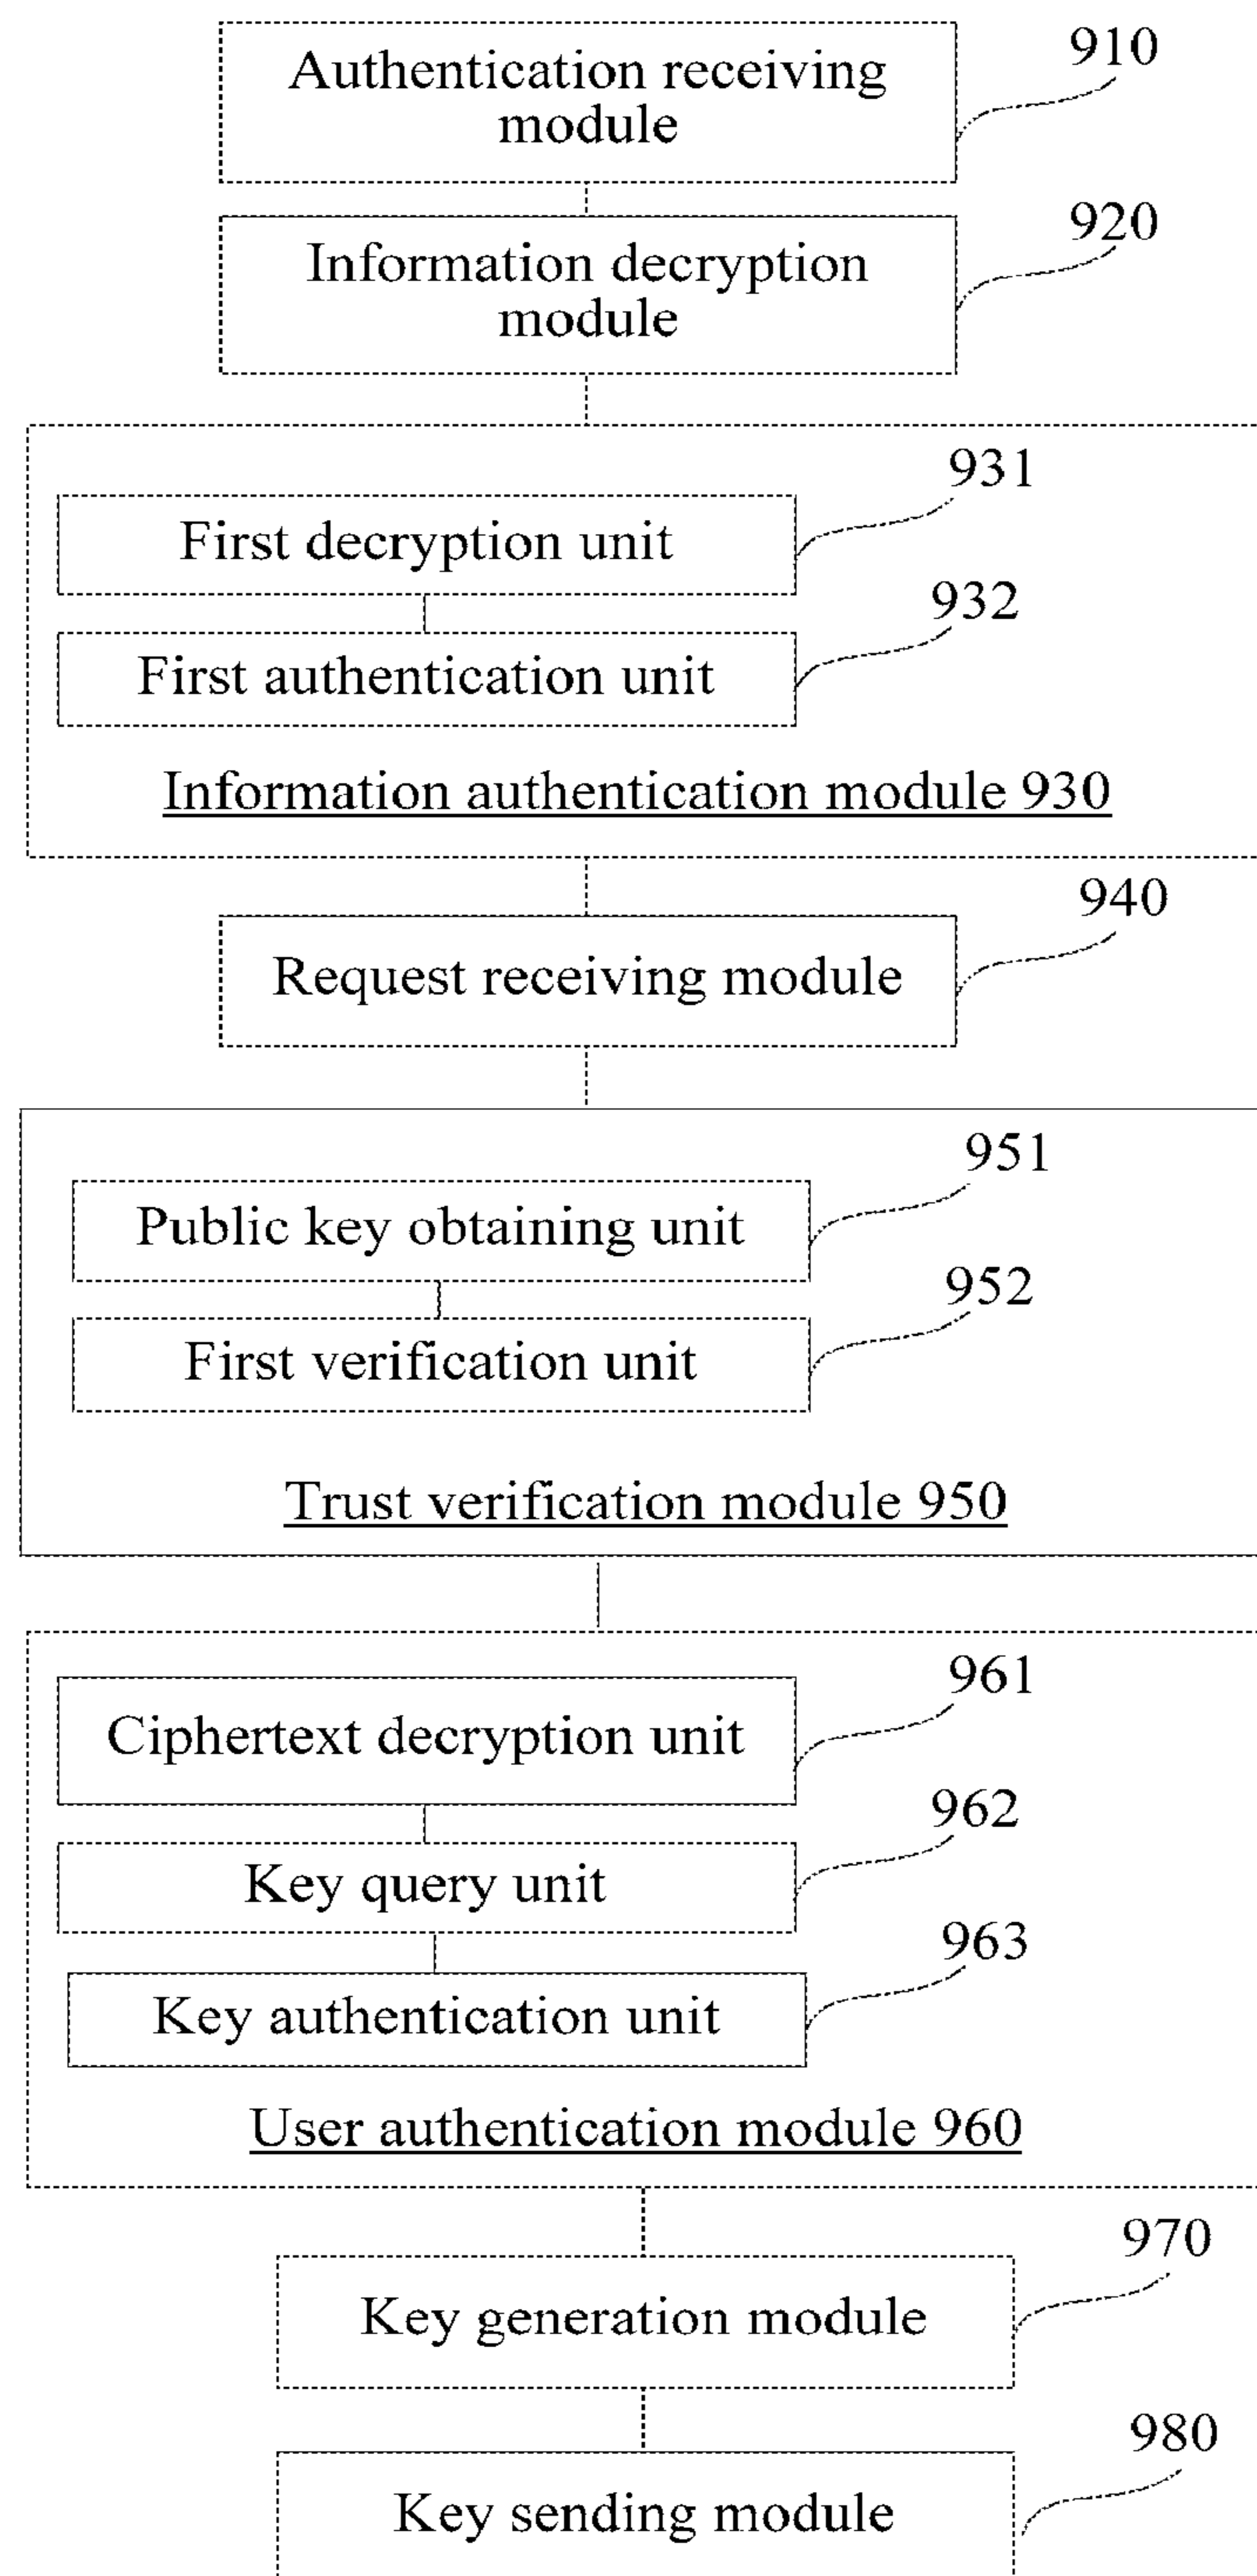 910
Authentication receiving
module
920
Information decryption
module
931
First decryption unit
932
First authentication unit
Information authentication module 930
940
Request receiving module
951
Public key obtaining unit
952
First verification unit
Trust verification module 950
961
Ciphertext decryption unit
962
Key query unit
963
Key authentication unit
User authentication module 960
970
Key generation module
980
Key sending module